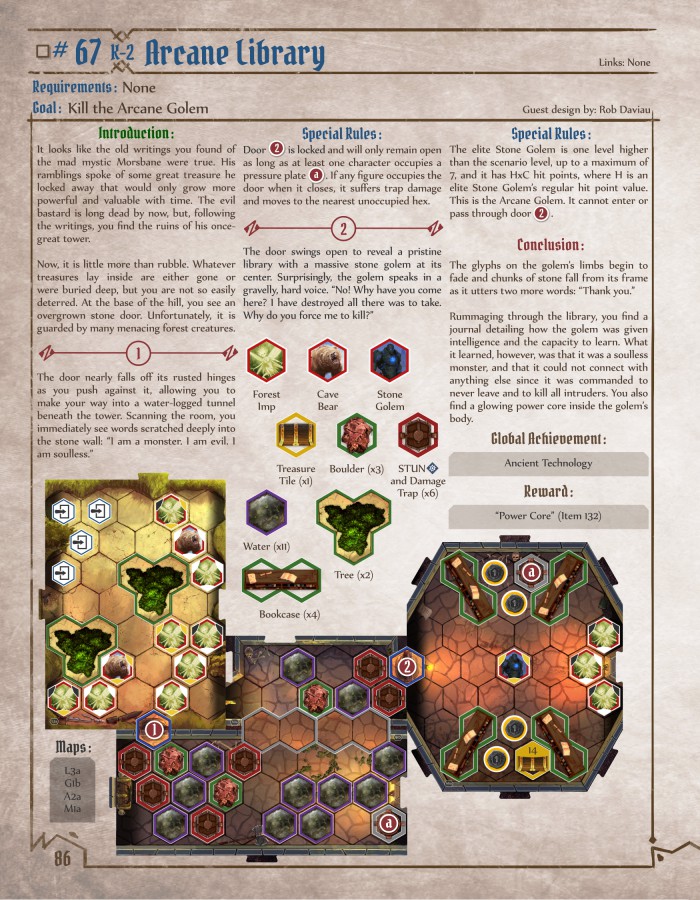 # 67 K-2 Arcane Library
Links: None
Requirements: None
Goal: Kill the Arcane Golem
Guest design by: Rob Daviau
Introduction:
It looks like the old writings you found of
the mad mystic Morsbane were true. His
ramblings spoke of some great treasure he
locked away that would only grow more
powerful and valuable with time. The evil
bastard is long dead by now, but, following
the writings, you find the ruins of his once-
great tower.
Now, it is little more than rubble. Whatever
treasures lay inside are either gone or
were buried deep, but you are not so easily
deterred. At the base of the hill, you see an
overgrown stone door. Unfortunately, it is
guarded by many menacing forest creatures.
1
The door nearly falls off its rusted hinges
as you push against it, allowing you to
make your way into a water-logged tunnel
beneath the tower. Scanning the room, you
immediately see words scratched deeply into
the stone wall: “I am a monster. I am evil. I
am soulless.”
Special Rules:
Door 2 is locked and will only remain open
as long as at least one character occupies a
pressure plate a. If any figure occupies the
door when it closes, it suffers trap damage
and moves to the nearest unoccupied hex.
2
The door swings open to reveal a pristine
library with a massive stone golem at its
center. Surprisingly, the golem speaks in a
gravelly, hard voice. “No! Why have you come
here? I have destroyed all there was to take.
Why do you force me to kill?”
Special Rules:
The elite Stone Golem is one level higher
than the scenario level, up to a maximum of
7, and it has HxC hit points, where H is an
elite Stone Golem’s regular hit point value.
This is the Arcane Golem. It cannot enter or
pass through door 2.
Conclusion:
The glyphs on the golem’s limbs begin to
fade and chunks of stone fall from its frame
as it utters two more words: “Thank you.”
Rummaging through the library, you find a
journal detailing how the golem was given
intelligence and the capacity to learn. What
it learned, however, was that it was a soulless
monster, and that it could not connect with
anything else since it was commanded to
never leave and to kill all intruders. You also
find a glowing power core inside the golem’s
body.
Global Achievement:
Ancient Technology
Reward:
“Power Core” (Item 132)
Forest
Imp
Cave
Bear
Stone
Golem
Treasure
Tile (x1)
Boulder (x3)
STUN
and Damage
Trap (x6)
Water (x11)
Tree (x2)
Bookcase (x4)
a
2
1
1
1
14
1
1
a
Maps:
L3a
G1b
A2a
M1a
86